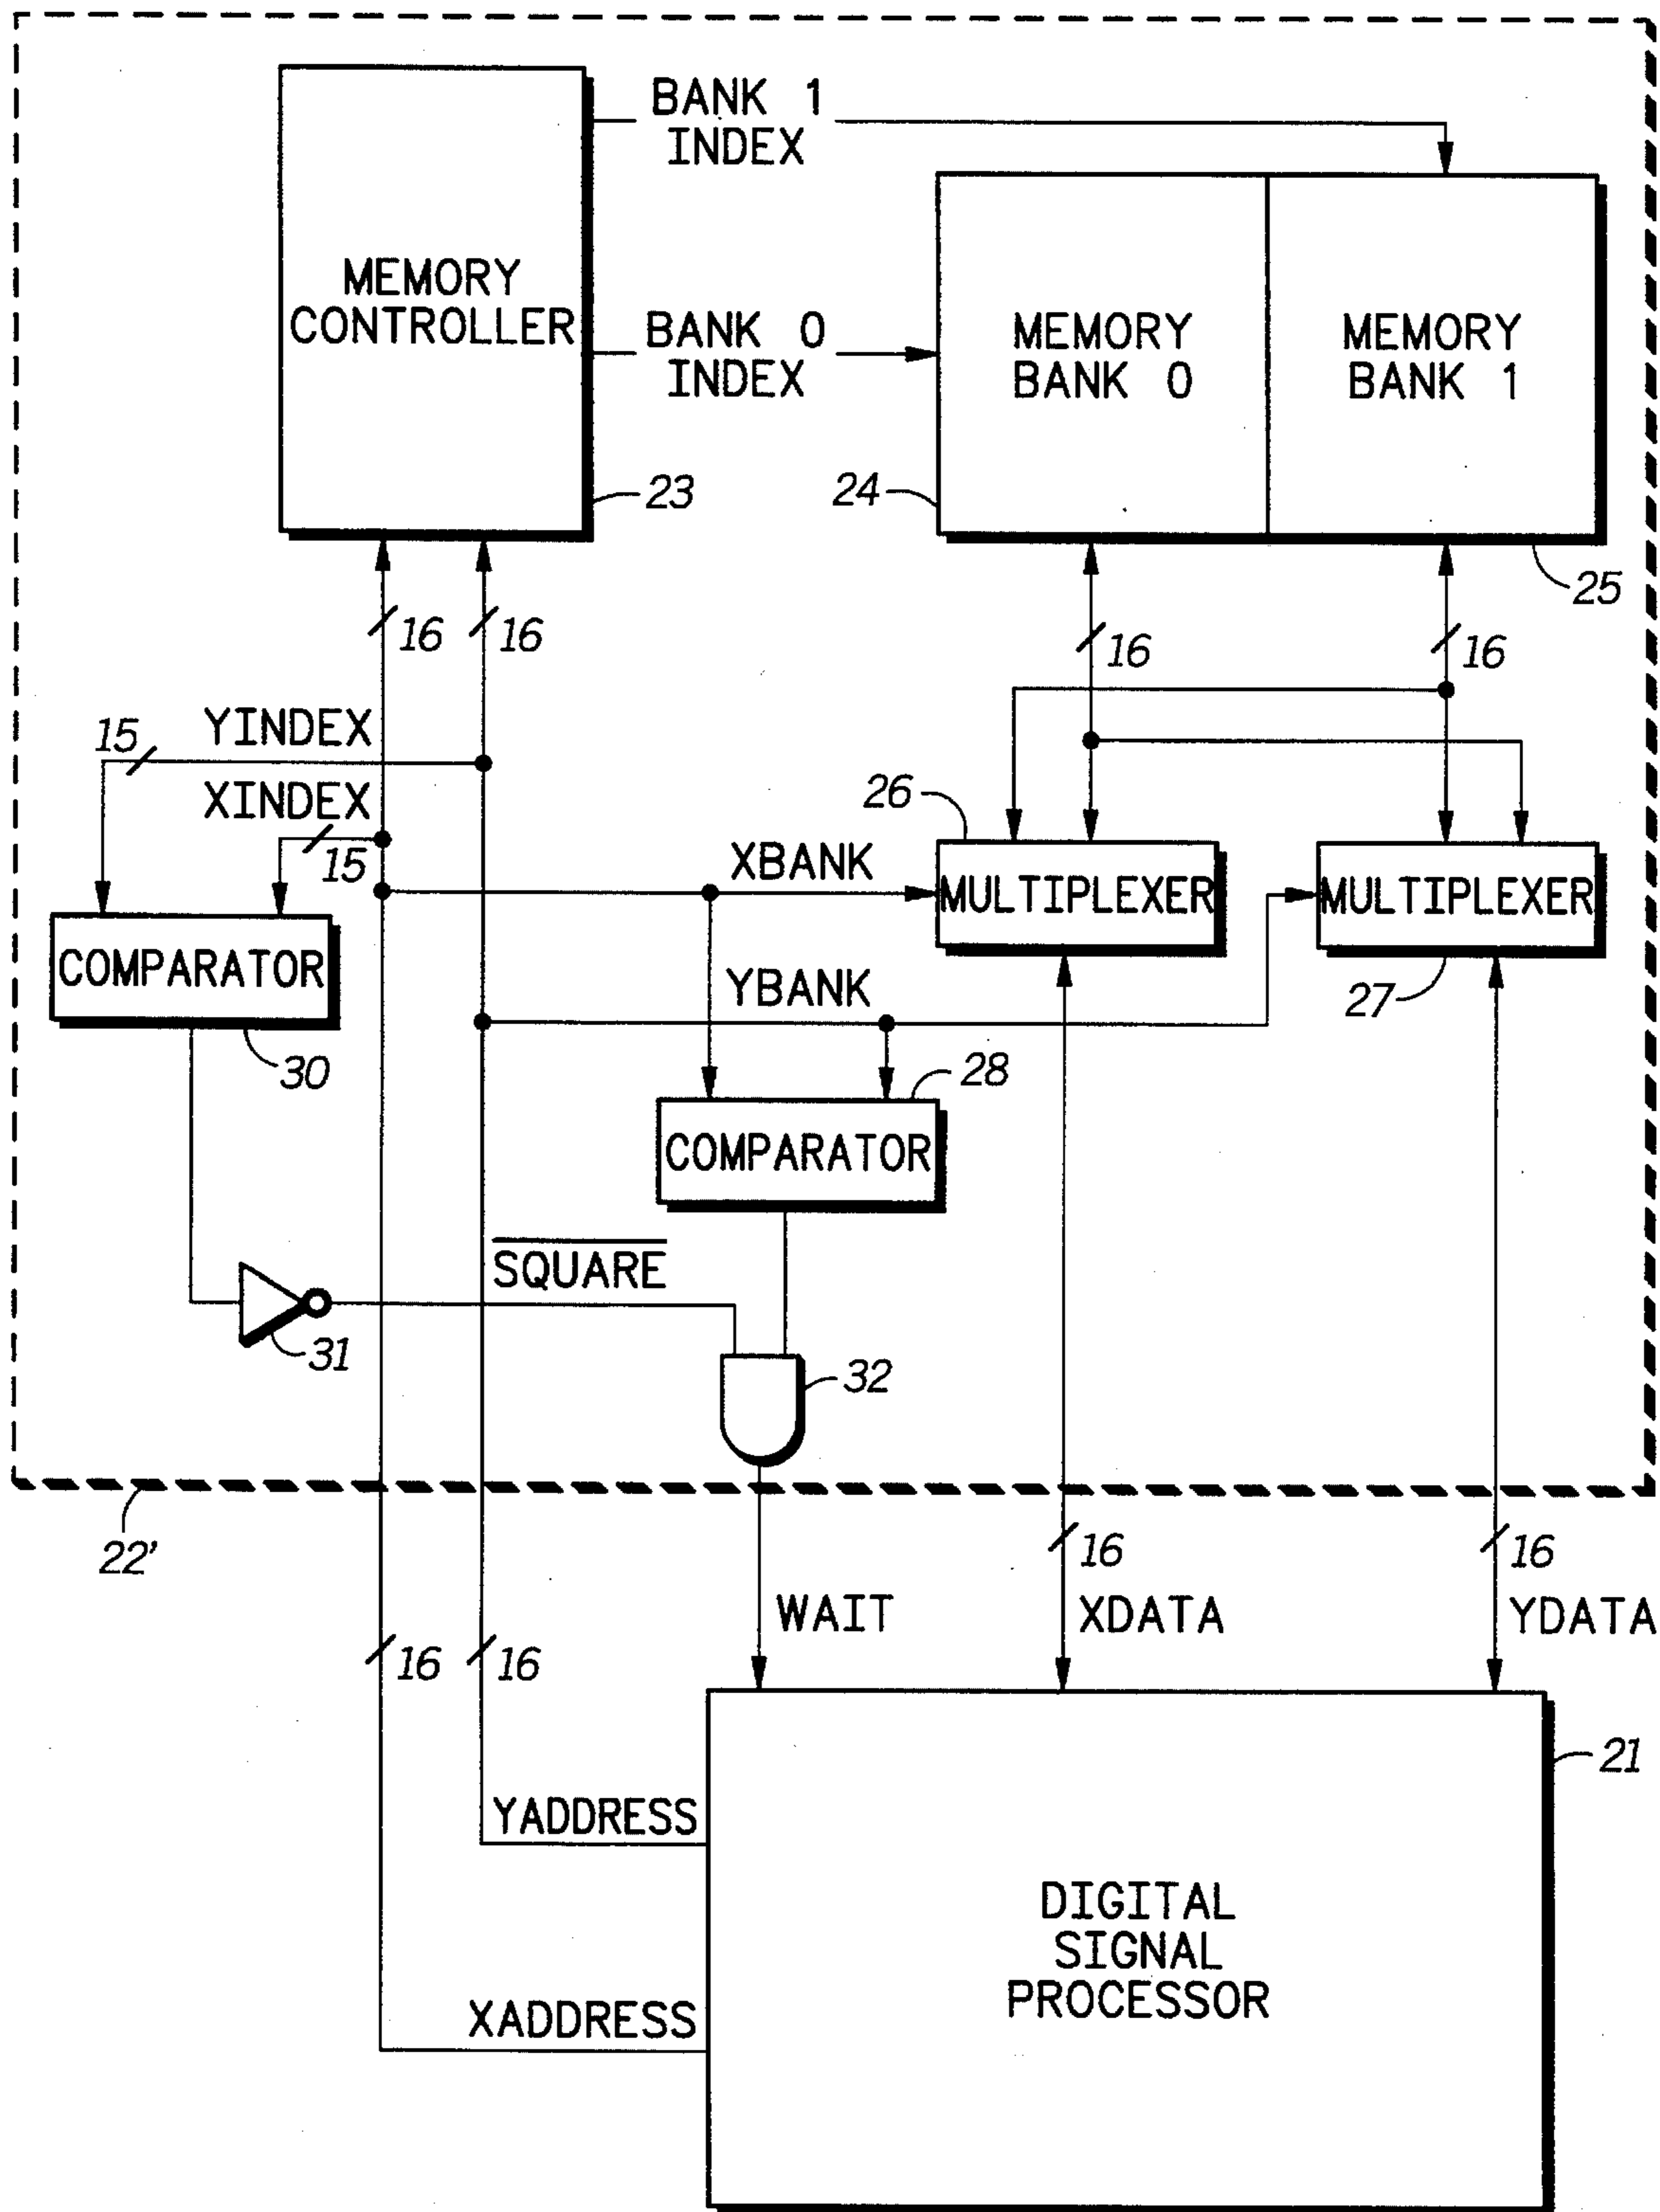 BANK 1
INDEX
MEMORY
CONTROLLER
BANK 0
INDEX
MEMORY
BANK 0
MEMORY
BANK 1
23
24
25
16
16
16
16
YINDEX
15
XINDEX
15
26
XBANK
MULTIPLEXER
MULTIPLEXER
COMPARATOR
YBANK
27
30
28
COMPARATOR
SQUARE
31
32
22'
16
16
WAIT
XDATA
YDATA
16
16
21
YADDRESS
DIGITAL
SIGNAL
PROCESSOR
XADDRESS